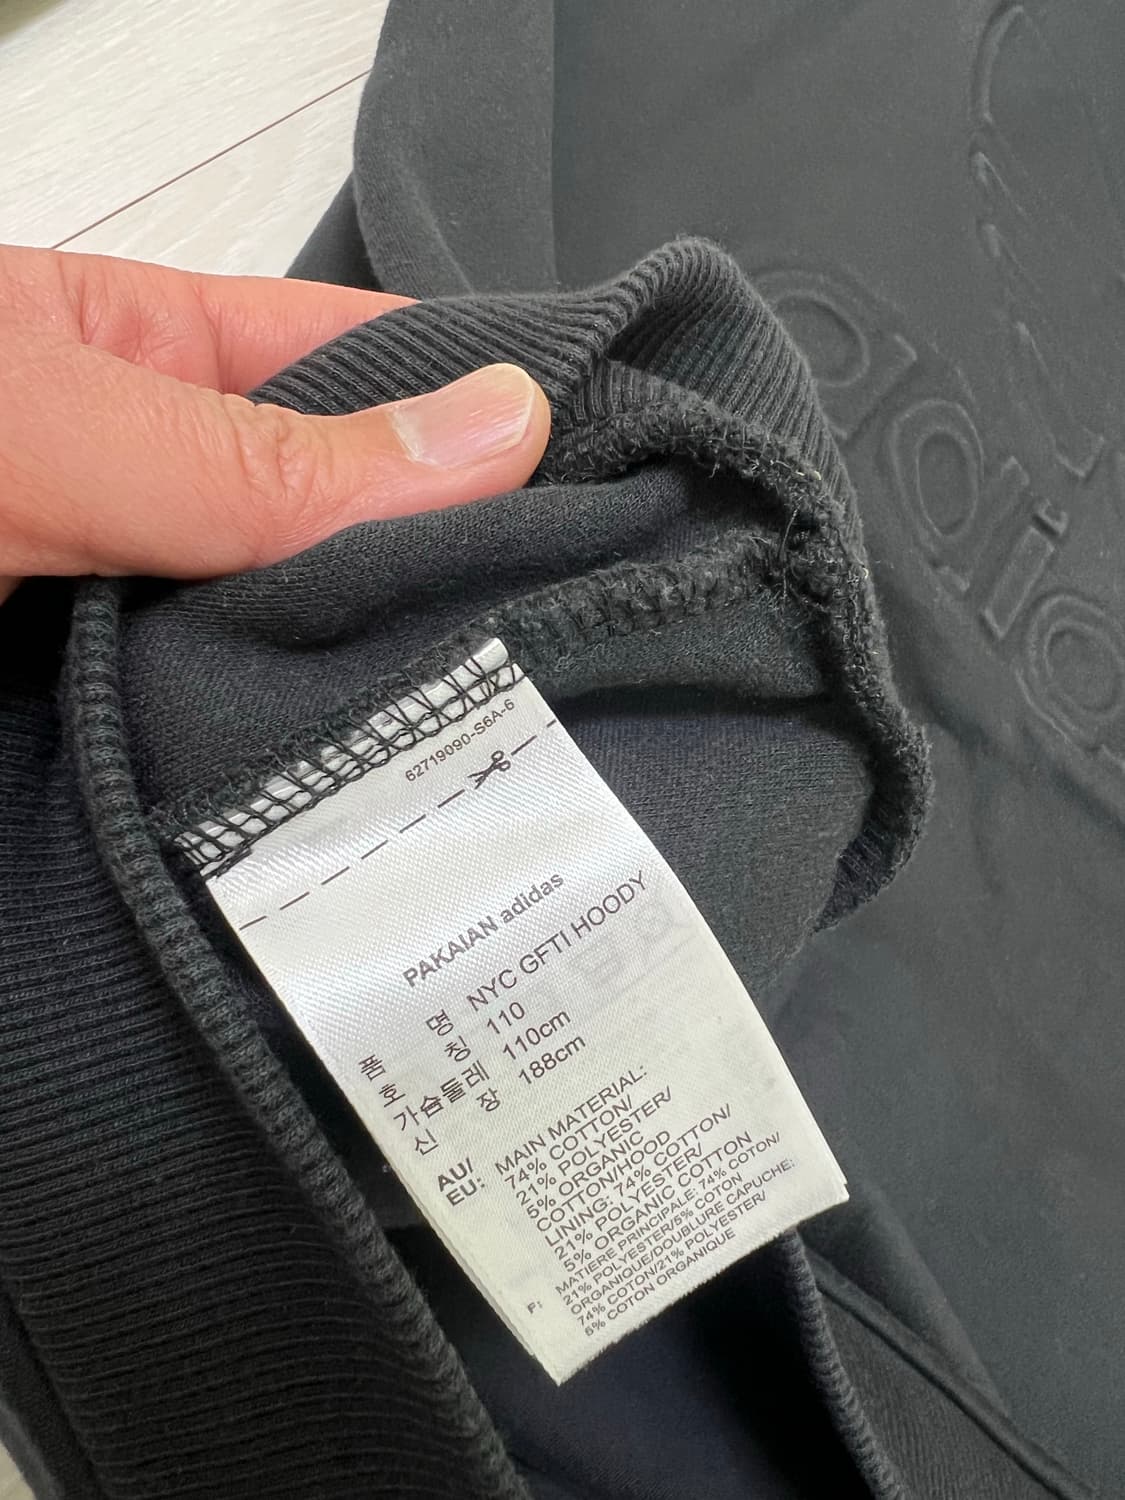 adidas
62719090-S6A-6
PAKAIAN adidas
품 명 NYC GFTI HOODY
호 칭 110
가슴둘레 110cm
신 장 188cm
AU/
EU:
MAIN MATERIAL:
74% COTTON/
21% POLYESTER/
5% ORGANIC
COTTON/HOOD
LINING: 74% COTTON/
21% POLYESTER/
5% ORGANIC COTTON
F:
MATIERE PRINCIPALE: 74% COTON/
21% POLYESTER/5% COTON
ORGANIQUE/DOUBLURE CAPUCHE:
74% COTON/21% POLYESTER/
5% COTON ORGANIQUE